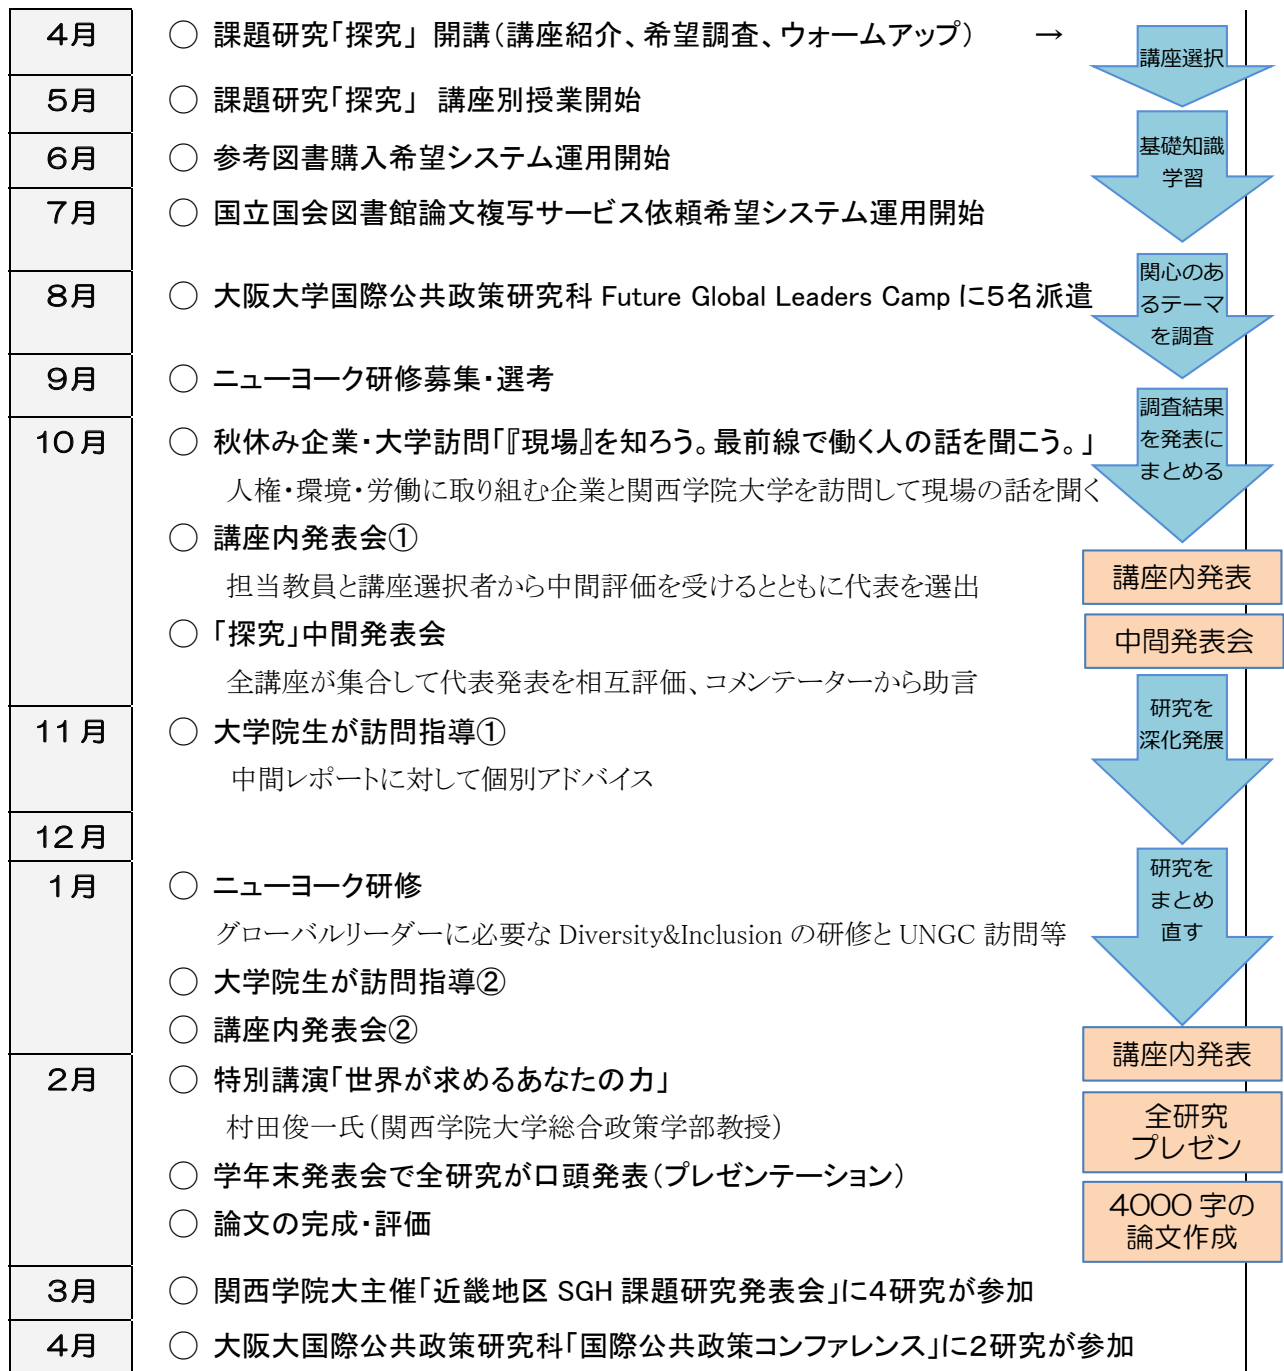 4月
○ 課題研究「探究」 開講（講座紹介、希望調査、ウォームアップ） →
講座選択
5月
○ 課題研究「探究」 講座別授業開始
6月
○ 参考図書購入希望システム運用開始
基礎知識
学習
7月
○ 国立国会図書館論文複写サービス依頼希望システム運用開始
8月
○ 大阪大学国際公共政策研究科 Future Global Leaders Camp に5名派遣
関心のあ
るテーマ
を調査
9月
○ ニューヨーク研修募集・選考
調査結果
を発表に
まとめる
10月
○ 秋休み企業・大学訪問「『現場』を知ろう。最前線で働く人の話を聞こう。」
人権・環境・労働に取り組む企業と関西学院大学を訪問して現場の話を聞く
○ 講座内発表会①
担当教員と講座選択者から中間評価を受けるとともに代表を選出
講座内発表
○ 「探究」中間発表会
全講座が集合して代表発表を相互評価、コメンテーターから助言
中間発表会
11月
○ 大学院生が訪問指導①
中間レポートに対して個別アドバイス
研究を
深化発展
12月
1月
○ ニューヨーク研修
グローバルリーダーに必要な Diversity&Inclusion の研修と UNGC 訪問等
研究を
まとめ
直す
○ 大学院生が訪問指導②
○ 講座内発表会②
講座内発表
2月
○ 特別講演「世界が求めるあなたの力」
村田俊一氏（関西学院大学総合政策学部教授）
全研究
プレゼン
○ 学年末発表会で全研究が口頭発表（プレゼンテーション）
○ 論文の完成・評価
4000字の
論文作成
3月
○ 関西学院大主催「近畿地区 SGH 課題研究発表会」に4研究が参加
4月
○ 大阪大国際公共政策研究科「国際公共政策コンファレンス」に2研究が参加